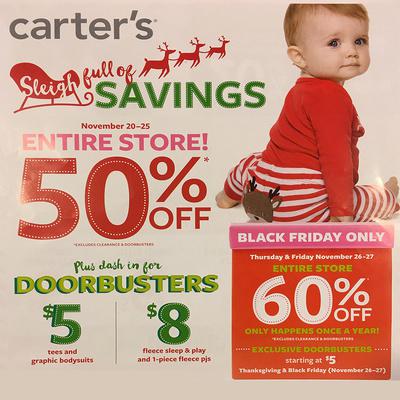 carter's®
Sleigh full of
SAVINGS
November 20-25
ENTIRE STORE!
50%*
OFF
*EXCLUDES CLEARANCE & DOORBUSTERS
Plus dash in for
DOORBUSTERS
$5
tees and
graphic bodysuits
$8
fleece sleep & play
and 1-piece fleece pjs
BLACK FRIDAY ONLY
Thursday & Friday November 26-27
ENTIRE STORE
60%*
OFF
ONLY HAPPENS ONCE A YEAR!
*EXCLUDES CLEARANCE & DOORBUSTERS
EXCLUSIVE DOORBUSTERS
starting at $5
Thanksgiving & Black Friday (November 26-27)